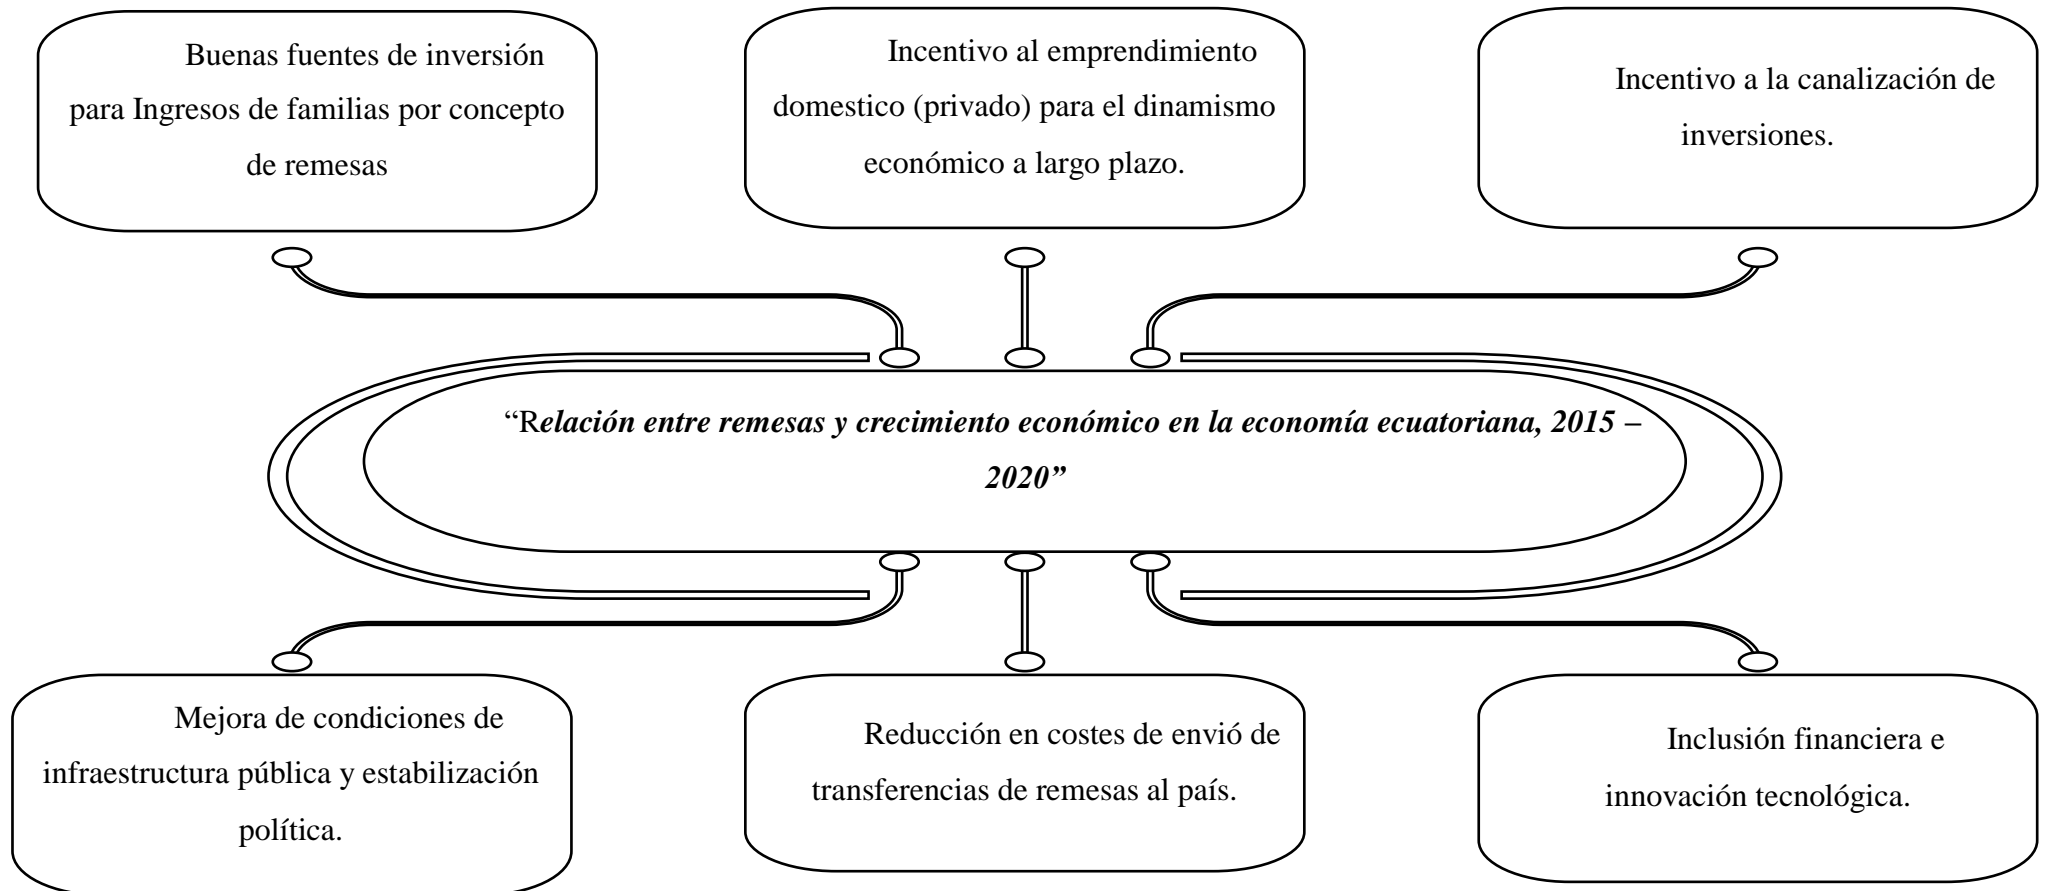 Buenas fuentes de inversión
para Ingresos de familias por concepto
de remesas
Incentivo al emprendimiento
domestico (privado) para el dinamismo
económico a largo plazo.
Incentivo a la canalización de
inversiones.
“Relación entre remesas y crecimiento económico en la economía ecuatoriana, 2015 –
2020”
Mejora de condiciones de
infraestructura pública y estabilización
política.
Reducción en costes de envió de
transferencias de remesas al país.
Inclusión financiera e
innovación tecnológica.